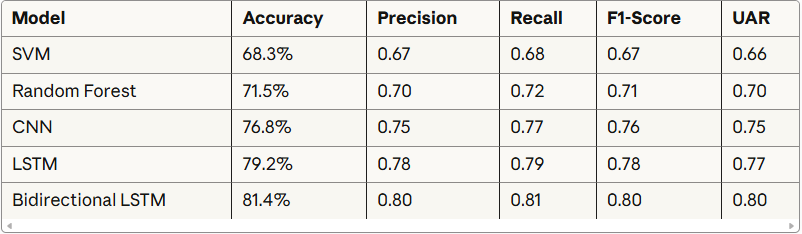 Model Accuracy Precision Recall F1-Score UAR
SVM 68.3% 0.67 0.68 0.67 0.66
Random Forest 71.5% 0.70 0.72 0.71 0.70
CNN 76.8% 0.75 0.77 0.76 0.75
LSTM 79.2% 0.78 0.79 0.78 0.77
Bidirectional LSTM 81.4% 0.80 0.81 0.80 0.80